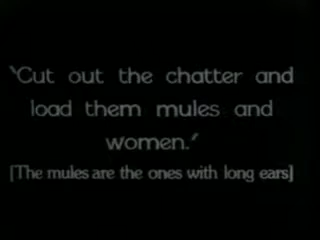 'Cut out the chatter and
load them mules and
women.'
[The mules are the ones with long ears]